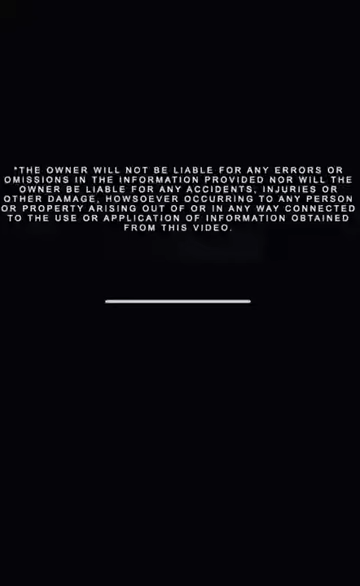 *THE OWNER WILL NOT BE LIABLE FOR ANY ERRORS OR
OMISSIONS IN THE INFORMATION PROVIDED NOR WILL THE
OWNER BE LIABLE FOR ANY ACCIDENTS, INJURIES OR
OTHER DAMAGE, HOWSOEVER OCCURRING TO ANY PERSON
OR PROPERTY ARISING OUT OF OR IN ANY WAY CONNECTED
TO THE USE OR APPLICATION OF INFORMATION OBTAINED
FROM THIS VIDEO.